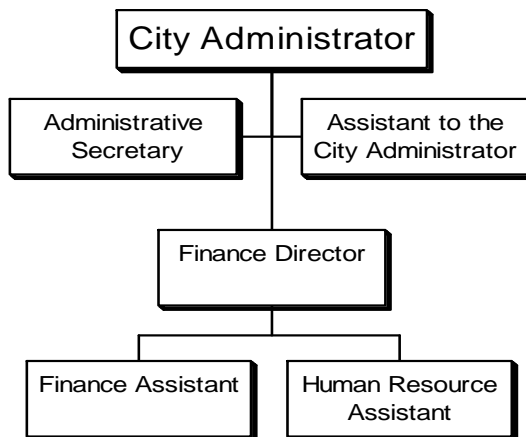 City Administrator
Administrative
Secretary
Assistant to the
City Administrator
Finance Director
Finance Assistant
Human Resource
Assistant